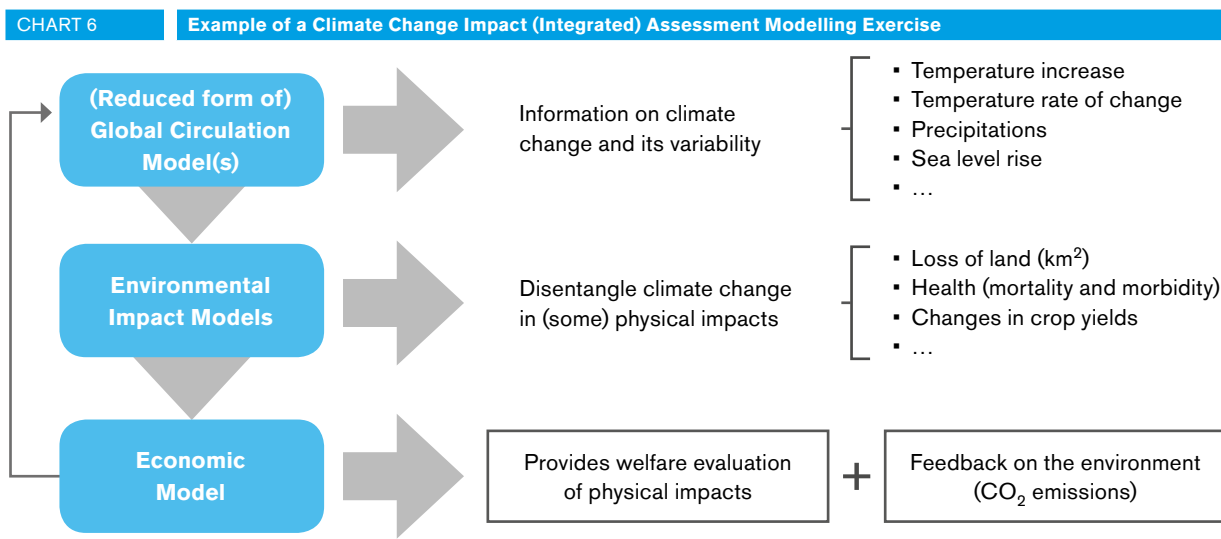 CHART 6
Example of a Climate Change Impact (Integrated) Assessment Modelling Exercise
(Reduced form of)
Global Circulation
Model(s)
Information on climate
change and its variability
▪ Temperature increase
▪ Temperature rate of change
▪ Precipitations
▪ Sea level rise
▪ …
Environmental
Impact Models
Disentangle climate change
in (some) physical impacts
▪ Loss of land (km²)
▪ Health (mortality and morbidity)
▪ Changes in crop yields
▪ …
Economic
Model
Provides welfare evaluation
of physical impacts
+
Feedback on the environment
(CO₂ emissions)